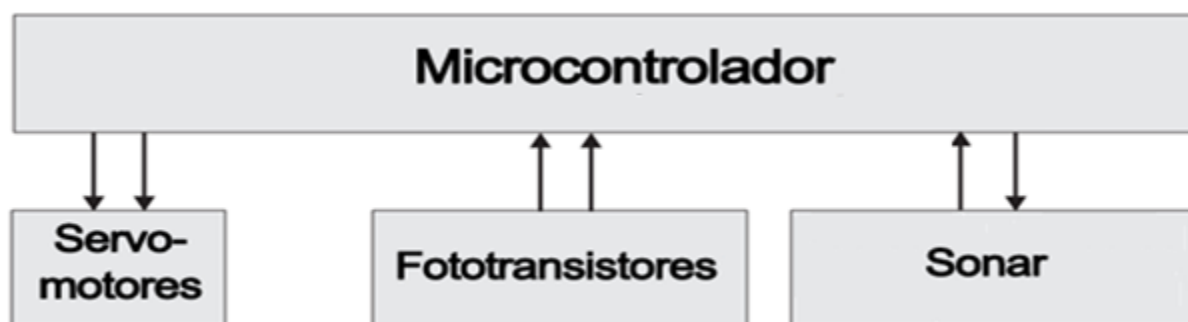 Microcontrolador
Servo-
motores
Fototransistores
Sonar